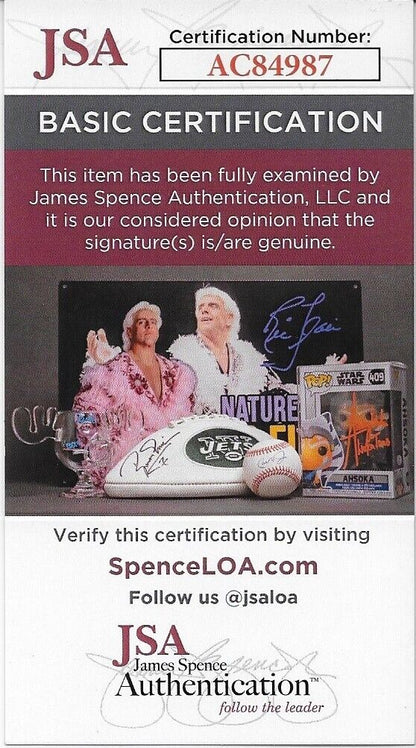 JSA
Certification Number:
AC84987
BASIC CERTIFICATION
This item has been fully examined by
James Spence Authentication, LLC and
it is our considered opinion that the
signature(s) is/are genuine.
NATURE
JETS
POP!
STAR WARS
409
AHSOKA
Verify this certification by visiting
SpenceLOA.com
Follow us @jsaloa
JSA
James Spence
Authentication™
follow the leader